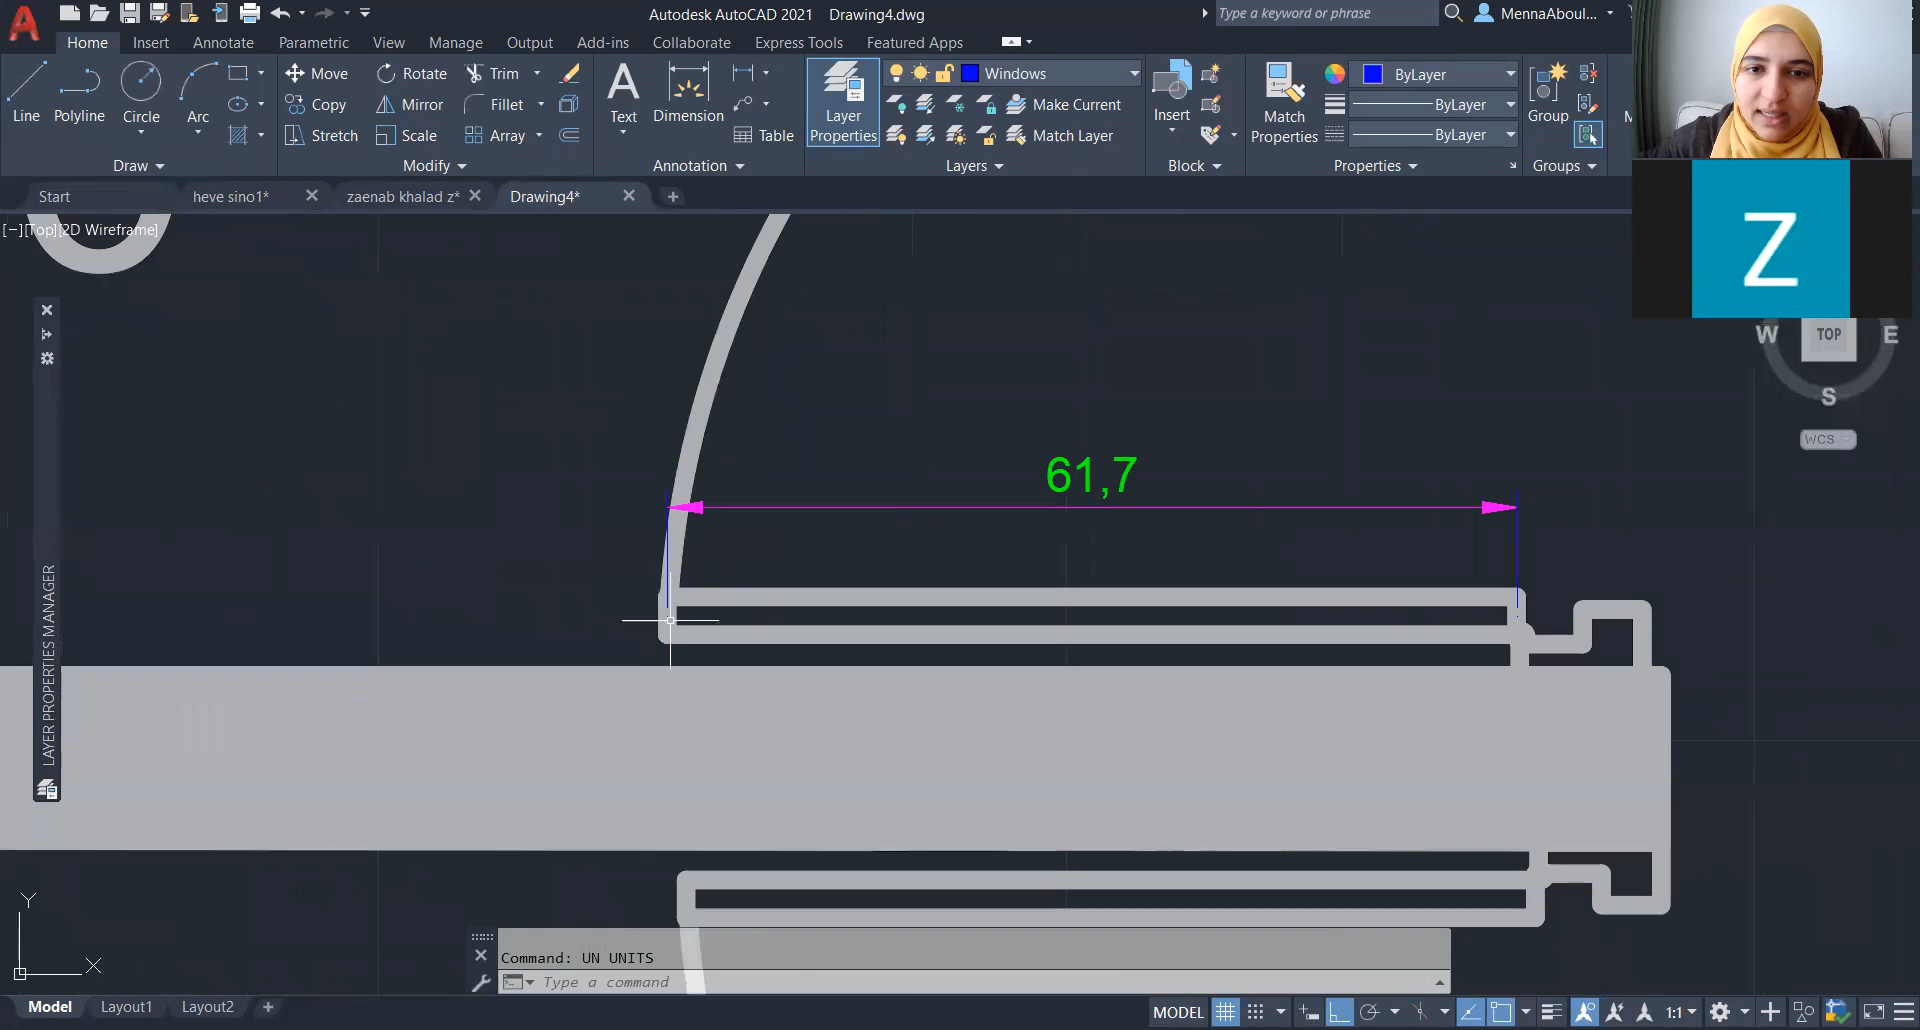 Autodesk AutoCAD 2021 Drawing4.dwg
Type a keyword or phrase
MennaAboul...
Home Insert Annotate Parametric View Manage Output Add-ins Collaborate Express Tools Featured Apps
Line Polyline Circle Arc
Move Rotate Trim
Copy Mirror Fillet
Stretch Scale Array
Text Dimension Table
Layer Properties
Windows
Make Current
Match Layer
Insert
Match Properties
ByLayer
ByLayer
ByLayer
Group
M
Draw Modify Annotation Layers Block Properties Groups
Start heve sino1* zaenab khalad z* Drawing4*
[−][Top][2D Wireframe]
Z
W TOP E
S
WCS
61,7
LAYER PROPERTIES MANAGER
Y
X
Command: UN UNITS
Type a command
Model Layout1 Layout2
MODEL 1:1